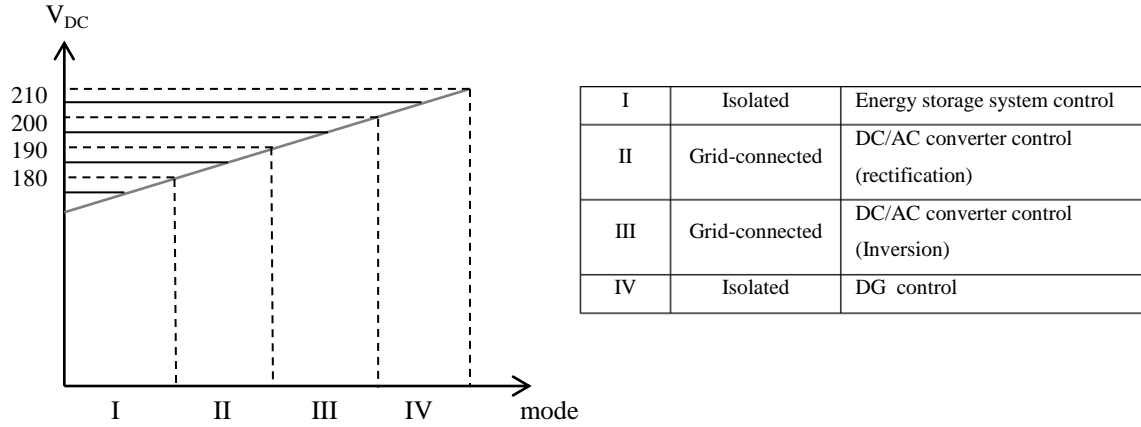 V_DC
210
200
190
180
I II III IV mode
I Isolated Energy storage system control
II Grid-connected DC/AC converter control
(rectification)
III Grid-connected DC/AC converter control
(Inversion)
IV Isolated DG control